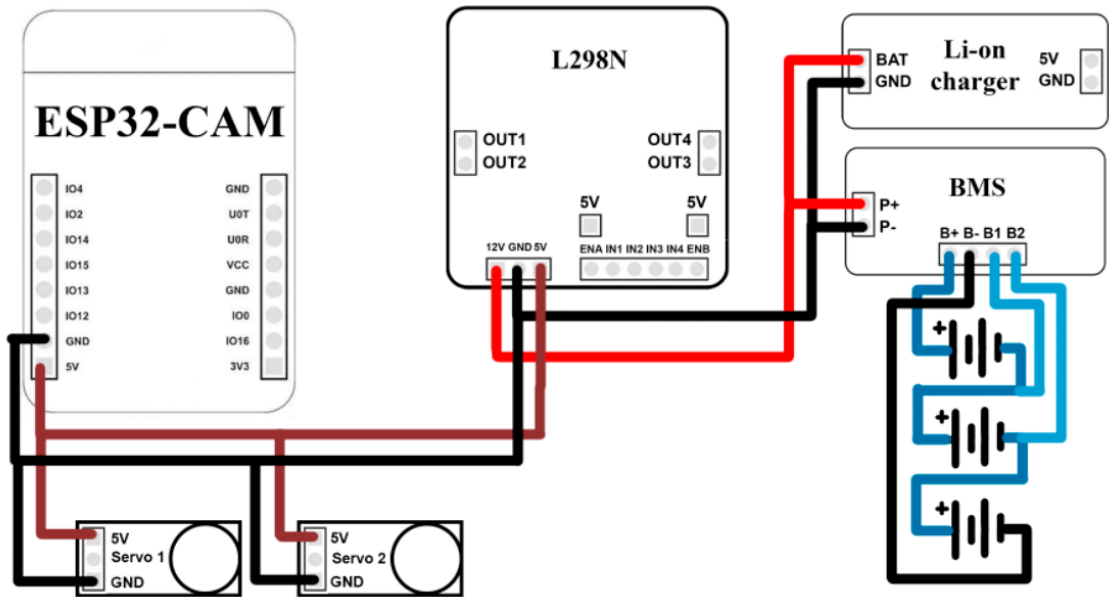 ESP32-CAM
IO4
IO2
IO14
IO15
IO13
IO12
GND
5V
GND
U0T
U0R
VCC
GND
IO0
IO16
3V3
L298N
OUT1
OUT2
OUT4
OUT3
5V
5V
12V GND 5V
ENA IN1 IN2 IN3 IN4 ENB
Li-on
charger
BAT
GND
5V
GND
BMS
P+
P-
B+ B- B1 B2
+
+
+
5V
Servo 1
GND
5V
Servo 2
GND